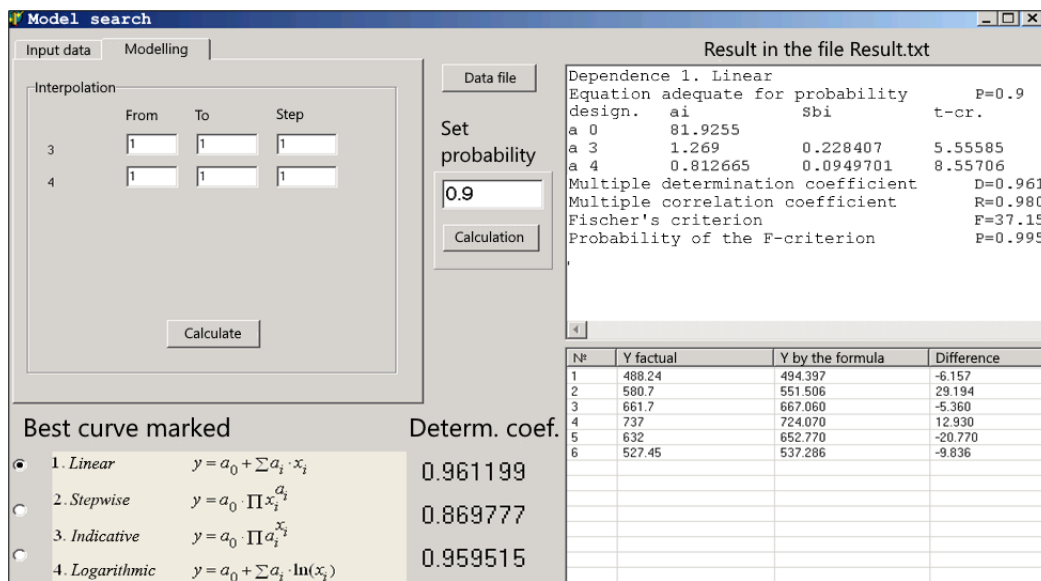 Model search
Input data Modelling
Interpolation
From To Step
3 1 1 1
4 1 1 1
Calculate
Data file
Set
probability
0.9
Calculation
Result in the file Result.txt
Dependence 1. Linear
Equation adequate for probability P=0.9
design. ai Sbi t-cr.
a 0 81.9255
a 3 1.269 0.228407 5.55585
a 4 0.812665 0.0949701 8.55706
Multiple determination coefficient D=0.961
Multiple correlation coefficient R=0.980
Fischer's criterion F=37.15
Probability of the F-criterion P=0.995
№ Y factual Y by the formula Difference
1 488.24 494.397 -6.157
2 580.7 551.506 29.194
3 661.7 667.060 -5.360
4 737 724.070 12.930
5 632 652.770 -20.770
6 527.45 537.286 -9.836
Best curve marked Determ. coef.
1. Linear y = a₀ + Σ aᵢ · xᵢ 0.961199
2. Stepwise y = a₀ · ∏ xᵢ^aᵢ 0.869777
3. Indicative y = a₀ · ∏ aᵢ^xᵢ 0.959515
4. Logarithmic y = a₀ + Σ aᵢ · ln(xᵢ)